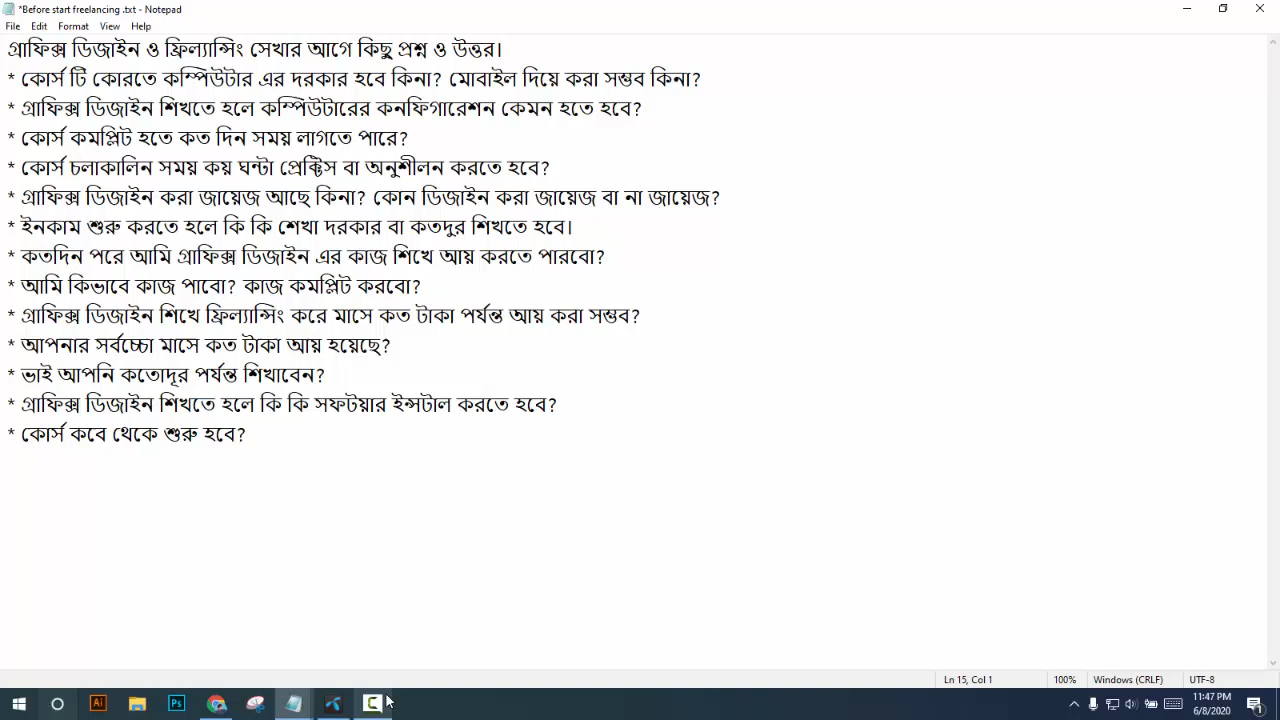 *Before start freelancing .txt - Notepad
File Edit Format View Help
গ্রাফিক্স ডিজাইন ও ফ্রিল্যান্সিং সেখার আগে কিছু প্রশ্ন ও উত্তর।
* কোর্স টি কোরতে কম্পিউটার এর দরকার হবে কিনা? মোবাইল দিয়ে করা সম্ভব কিনা?
* গ্রাফিক্স ডিজাইন শিখতে হলে কম্পিউটারের কনফিগারেশন কেমন হতে হবে?
* কোর্স কমপ্লিট হতে কত দিন সময় লাগতে পারে?
* কোর্স চলাকালিন সময় কয় ঘন্টা প্রেক্টিস বা অনুশীলন করতে হবে?
* গ্রাফিক্স ডিজাইন করা জায়েজ আছে কিনা? কোন ডিজাইন করা জায়েজ বা না জায়েজ?
* ইনকাম শুরু করতে হলে কি কি শেখা দরকার বা কতদুর শিখতে হবে।
* কতদিন পরে আমি গ্রাফিক্স ডিজাইন এর কাজ শিখে আয় করতে পারবো?
* আমি কিভাবে কাজ পাবো? কাজ কমপ্লিট করবো?
* গ্রাফিক্স ডিজাইন শিখে ফ্রিল্যান্সিং করে মাসে কত টাকা পর্যন্ত আয় করা সম্ভব?
* আপনার সর্বচ্চো মাসে কত টাকা আয় হয়েছে?
* ভাই আপনি কতোদূর পর্যন্ত শিখাবেন?
* গ্রাফিক্স ডিজাইন শিখতে হলে কি কি সফটয়ার ইন্সটাল করতে হবে?
* কোর্স কবে থেকে শুরু হবে?
Ln 15, Col 1 100% Windows (CRLF) UTF-8
Ai Ps C
11:47 PM
6/8/2020 1